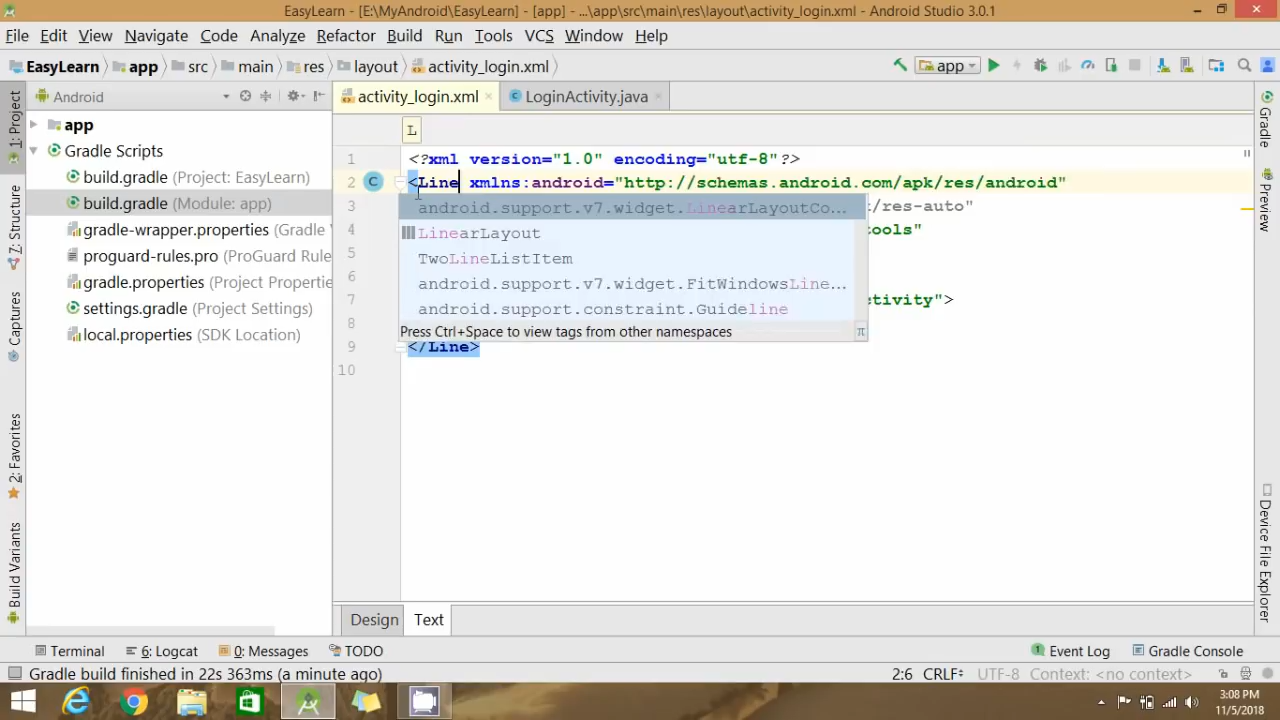 EasyLearn - [E:\MyAndroid\EasyLearn] - [app] - ...\app\src\main\res\layout\activity_login.xml - Android Studio 3.0.1
File Edit View Navigate Code Analyze Refactor Build Run Tools VCS Window Help
EasyLearn app src main res layout activity_login.xml app
1: Project
Z: Structure
Captures
2: Favorites
Build Variants
Android
app
Gradle Scripts
build.gradle (Project: EasyLearn)
build.gradle (Module: app)
gradle-wrapper.properties (Gradle V
proguard-rules.pro (ProGuard Rule
gradle.properties (Project Properti
settings.gradle (Project Settings)
local.properties (SDK Location)
activity_login.xml LoginActivity.java
L
1 <?xml version="1.0" encoding="utf-8"?>
2 C <Line xmlns:android="http://schemas.android.com/apk/res/android"
3 k/res-auto"
4 tools"
5
6
7 ctivity">
8
9 </Line>
10
android.support.v7.widget.LinearLayoutCo...
LinearLayout
TwoLineListItem
android.support.v7.widget.FitWindowsLine...
android.support.constraint.Guideline
Press Ctrl+Space to view tags from other namespaces π
Design Text
Gradle
Preview
Device File Explorer
Terminal 6: Logcat 0: Messages TODO Event Log Gradle Console
Gradle build finished in 22s 363ms (a minute ago) 2:6 CRLF÷ UTF-8 Context: <no context>
3:08 PM
11/5/2018